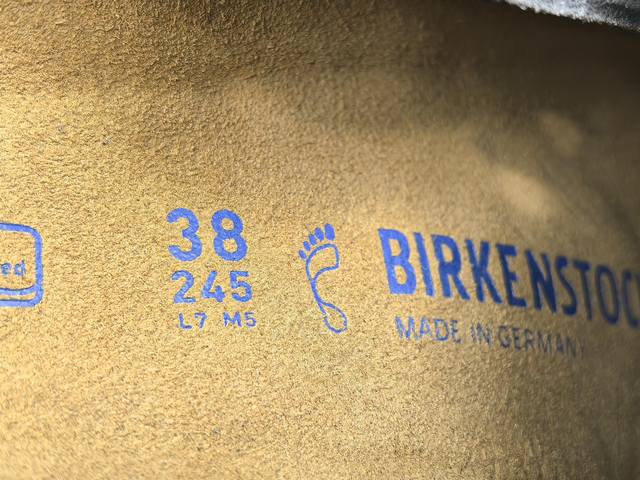 ed
38
245
L7 M5
BIRKENSTOC
MADE IN GERMANY